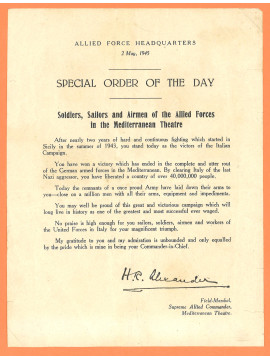 ALLIED FORCE HEADQUARTERS
2 May, 1945
SPECIAL ORDER OF THE DAY
Soldiers, Sailors and Airmen of the Allied Forces
in the Mediterranean Theatre
After nearly two years of hard and continuous fighting which started
in Sicily in the summer of 1943, you stand today as the victors of the Italian
Campaign.
You have won a victory which has ended in the complete and utter rout
of the German armed forces in the Mediterranean. By clearing Italy of the last
Nazi aggressor, you have liberated a country of over 40,000,000 people.
Today the remnants of a once proud Army have laid down their arms to
you—close on a million men with all their arms, equipment and impedimenta.
You may well be proud of this great and victorious campaign which will
long live in history as one of the greatest and most successful ever waged.
No praise is high enough for you sailors, soldiers, airmen and workers of
the United Forces in Italy for your magnificent triumph.
My gratitude to you and my admiration is unbounded and only equalled
by the pride which is mine in being your Commander-in-Chief.
H.R. Alexander
Field-Marshal,
Supreme Allied Commander,
Mediterranean Theatre.